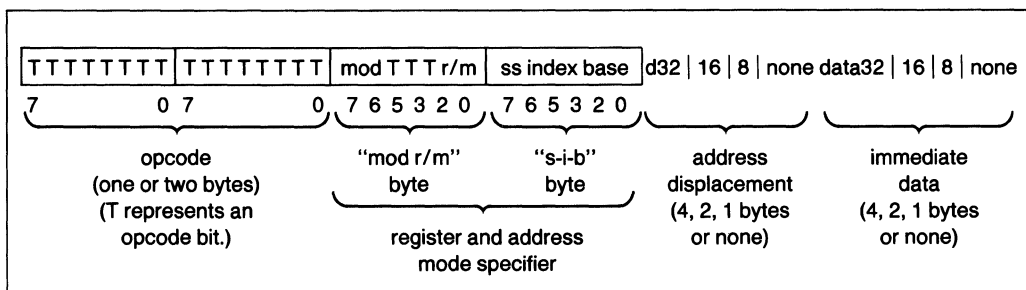 T T T T T T T T T T T T T T T T mod T T T r/m ss index base d32 | 16 | 8 | none data32 | 16 | 8 | none
7 0 7 0 7 6 5 3 2 0 7 6 5 3 2 0
opcode
(one or two bytes)
(T represents an
opcode bit.)
"mod r/m"
byte
"s-i-b"
byte
register and address
mode specifier
address
displacement
(4, 2, 1 bytes
or none)
immediate
data
(4, 2, 1 bytes
or none)